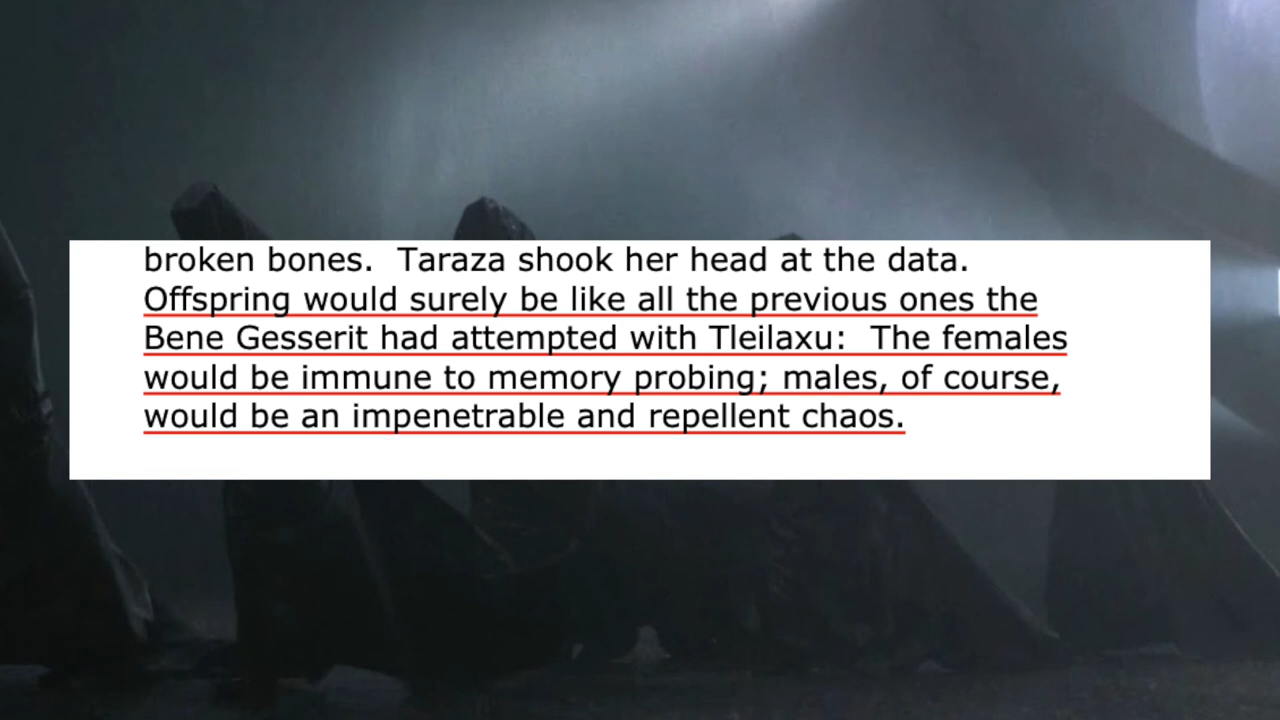 broken bones.  Taraza shook her head at the data.
Offspring would surely be like all the previous ones the
Bene Gesserit had attempted with Tleilaxu:  The females
would be immune to memory probing; males, of course,
would be an impenetrable and repellent chaos.